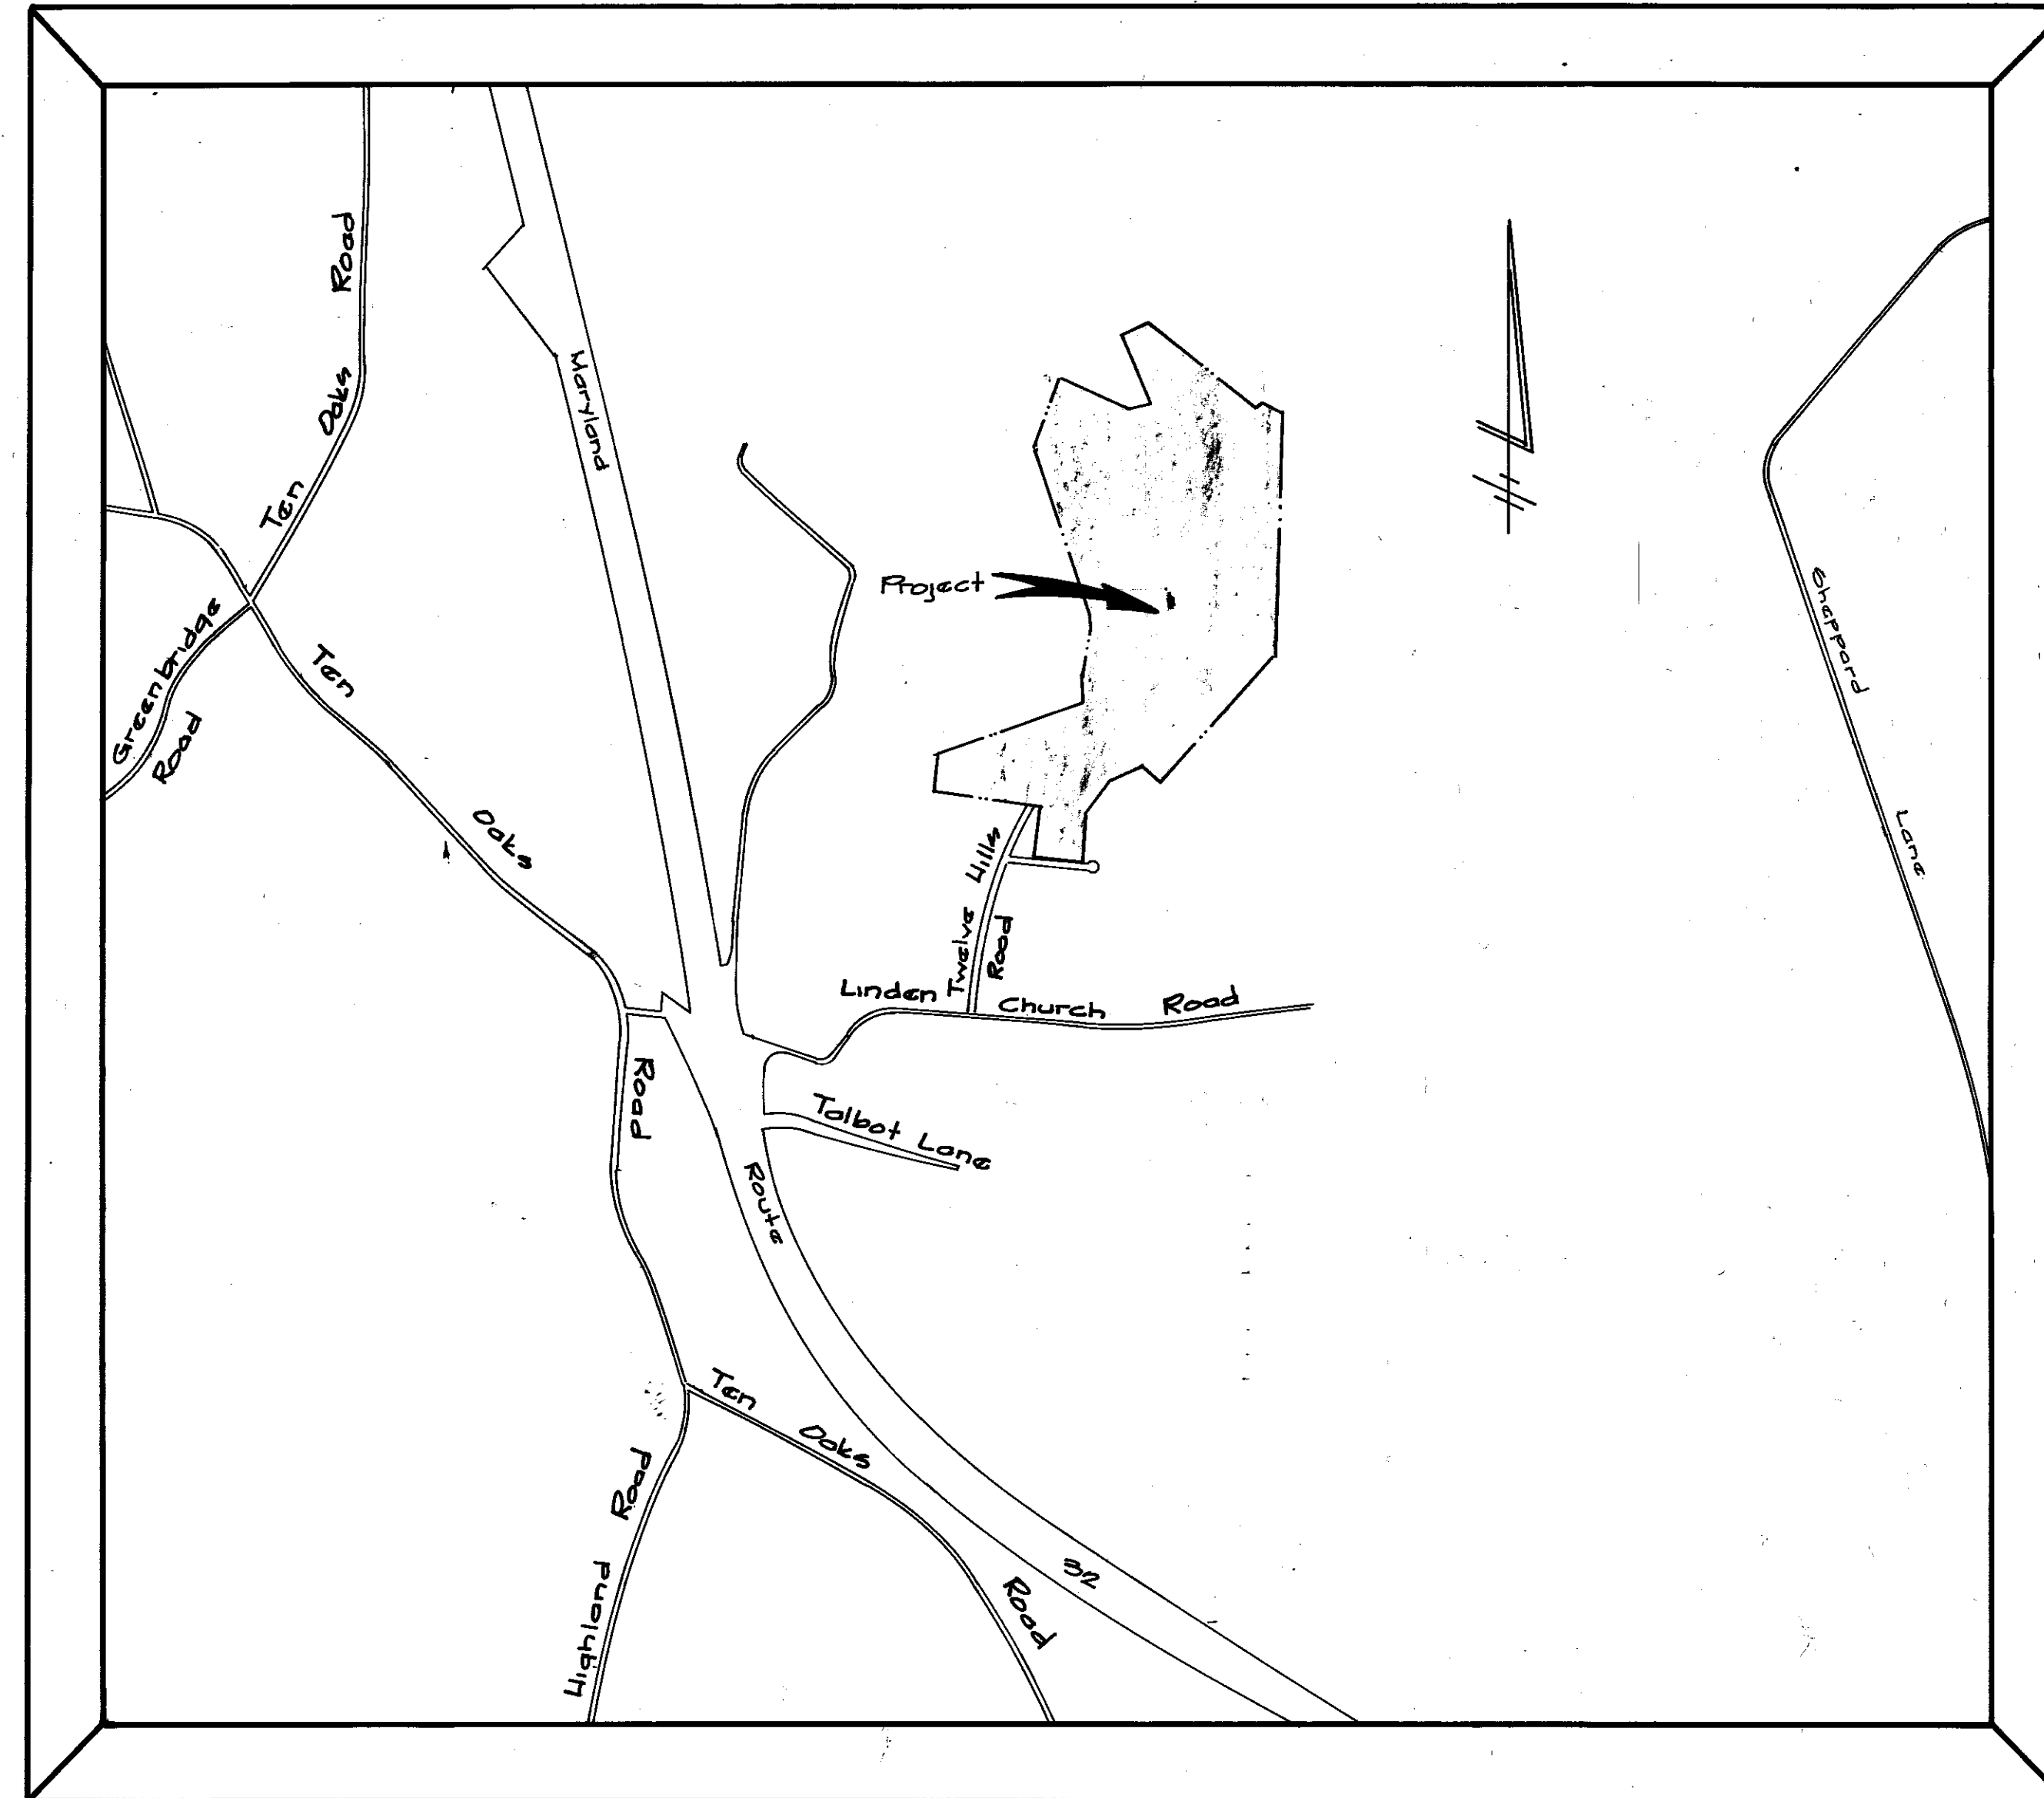 Ten Oaks Road
Maryland
Project
Greenbridge
Road
Sheppard Lane
Ten Oaks
Twelve Hills
Road
Linden Church Road
Road
Talbot Lane
Route 32
Ten Oaks Road
Highland Road